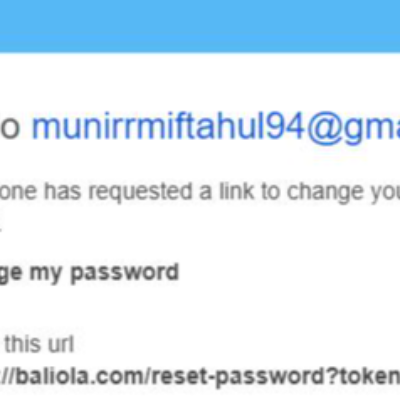 o munirrmiftahul94@gma
one has requested a link to change you
ge my password
this url
://baliola.com/reset-password?token